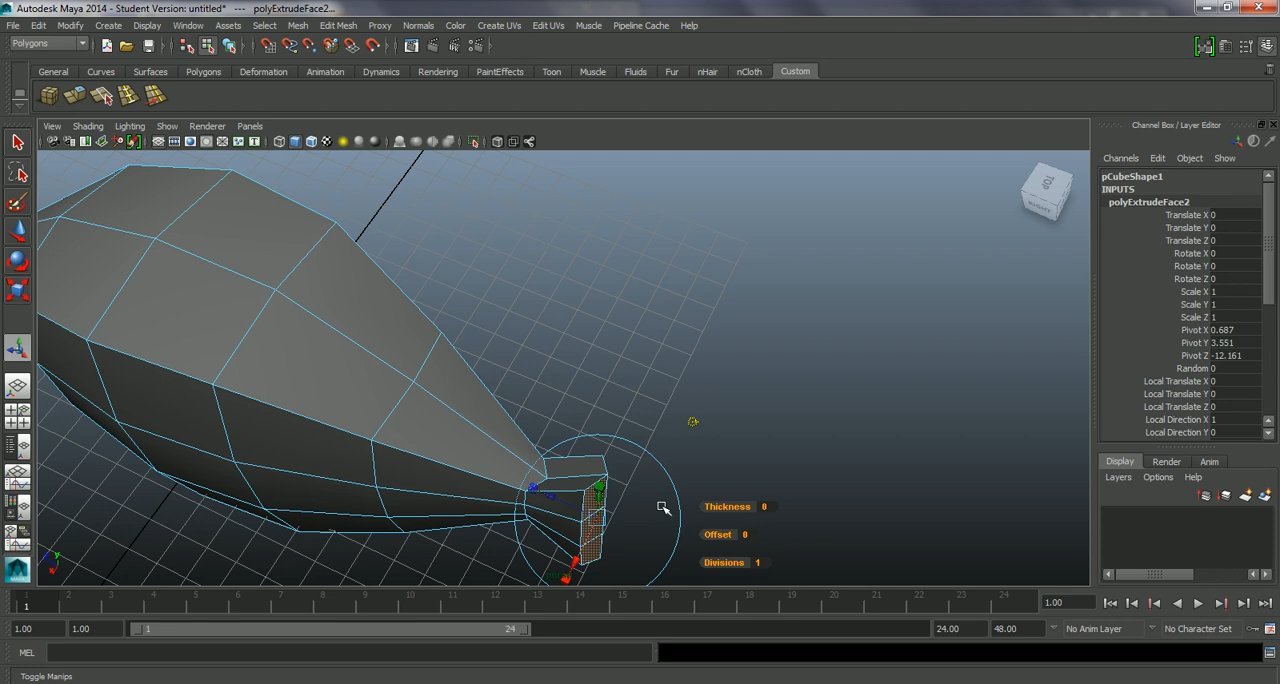 Autodesk Maya 2014 - Student Version: untitled*   ---   polyExtrudeFace2...
File Edit Modify Create Display Window Assets Select Mesh Edit Mesh Proxy Normals Color Create UVs Edit UVs Muscle Pipeline Cache Help
Polygons
General Curves Surfaces Polygons Deformation Animation Dynamics Rendering PaintEffects Toon Muscle Fluids Fur nHair nCloth Custom
View Shading Lighting Show Renderer Panels
Channel Box / Layer Editor
Channels Edit Object Show
pCubeShape1
INPUTS
polyExtrudeFace2
Translate X 0
Translate Y 0
Translate Z 0
Rotate X 0
Rotate Y 0
Rotate Z 0
Scale X 1
Scale Y 1
Scale Z 1
Pivot X 0.687
Pivot Y 3.551
Pivot Z -12.161
Random 0
Local Translate X 0
Local Translate Y 0
Local Translate Z 0
Local Direction X 1
Local Direction Y 0
TOP
RIGHT
Thickness 0
Offset 0
Divisions 1
Display Render Anim
Layers Options Help
1 2 3 4 5 6 7 8 9 10 11 12 13 14 15 16 17 18 19 20 21 22 23 24
1
1.00
1.00 1.00 1 24 24.00 48.00 No Anim Layer No Character Set
MEL
Toggle Manips